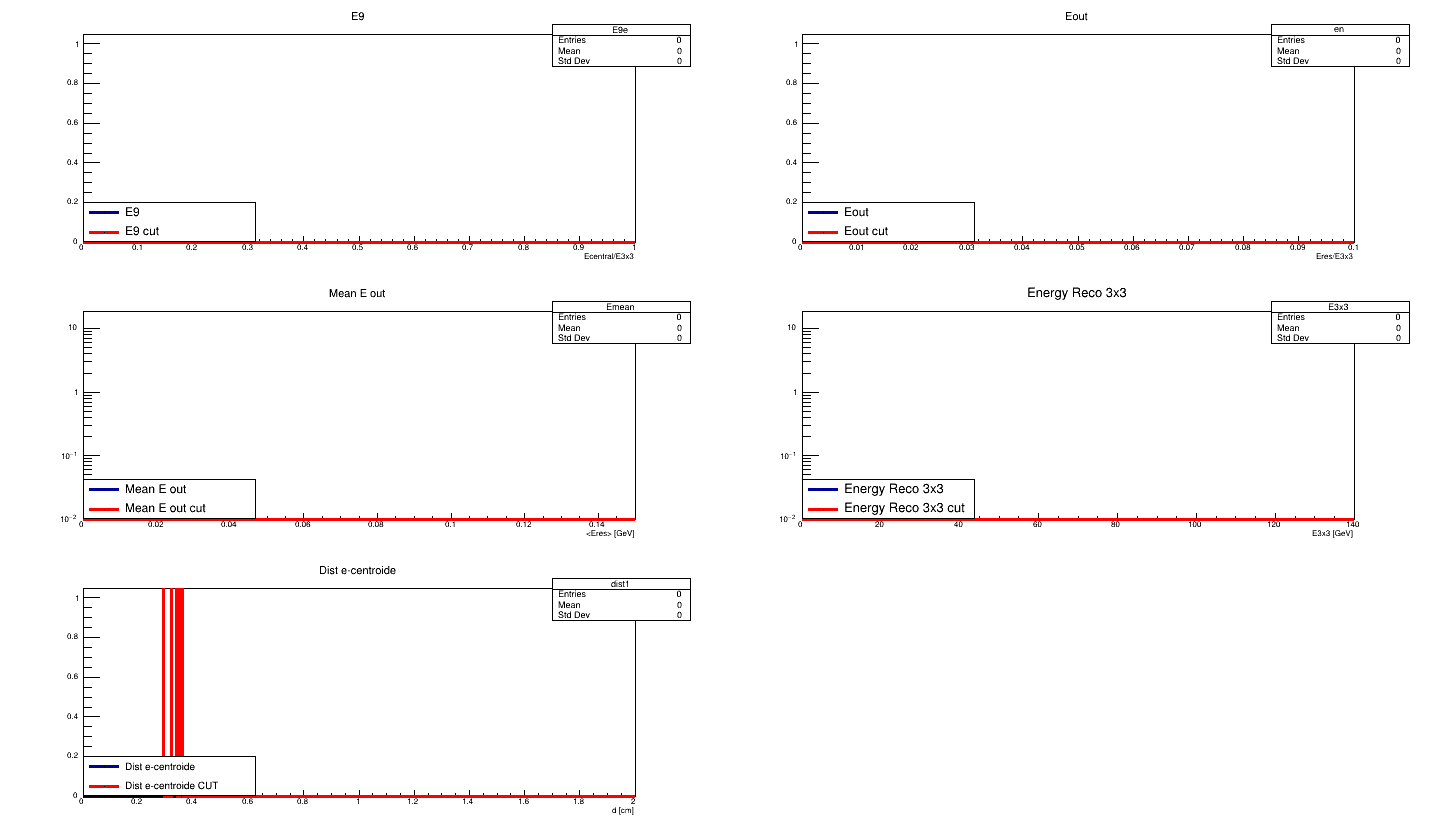 E9
E9e
Entries 0
Mean 0
Std Dev 0
1
0.8
0.6
0.4
0.2
0
E9
E9 cut
0 0.1 0.2 0.3 0.4 0.5 0.6 0.7 0.8 0.9 1
Ecentral/E3x3
Eout
en
Entries 0
Mean 0
Std Dev 0
1
0.8
0.6
0.4
0.2
0
Eout
Eout cut
0 0.01 0.02 0.03 0.04 0.05 0.06 0.07 0.08 0.09 0.1
Eres/E3x3
Mean E out
Emean
Entries 0
Mean 0
Std Dev 0
10
1
10⁻¹
10⁻²
Mean E out
Mean E out cut
0 0.02 0.04 0.06 0.08 0.1 0.12 0.14
<Eres> [GeV]
Energy Reco 3x3
E3x3
Entries 0
Mean 0
Std Dev 0
10
1
10⁻¹
10⁻²
Energy Reco 3x3
Energy Reco 3x3 cut
0 20 40 60 80 100 120 140
E3x3 [GeV]
Dist e-centroide
dist1
Entries 0
Mean 0
Std Dev 0
1
0.8
0.6
0.4
0.2
0
Dist e-centroide
Dist e-centroide CUT
0 0.2 0.4 0.6 0.8 1 1.2 1.4 1.6 1.8 2
d [cm]